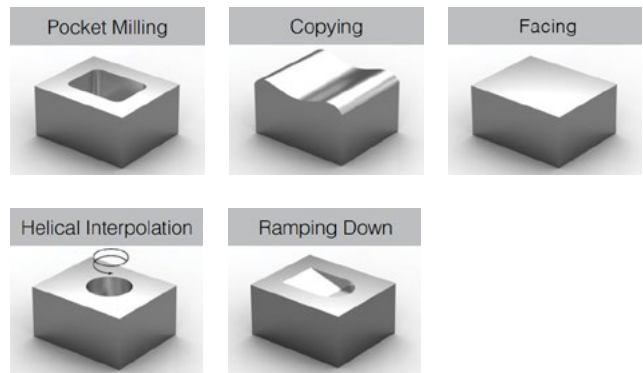 Pocket Milling
Copying
Facing
Helical Interpolation
Ramping Down